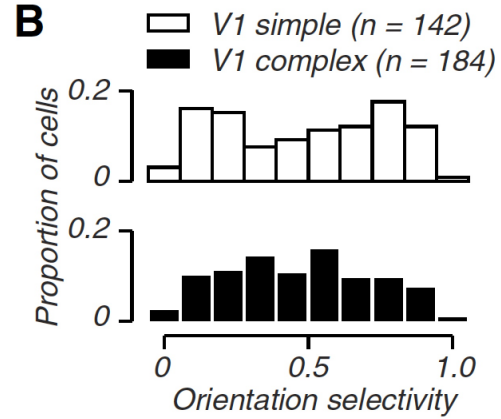 B
V1 simple (n = 142)
V1 complex (n = 184)
Proportion of cells
0.2
0
0.2
0
0 0.5 1.0
Orientation selectivity